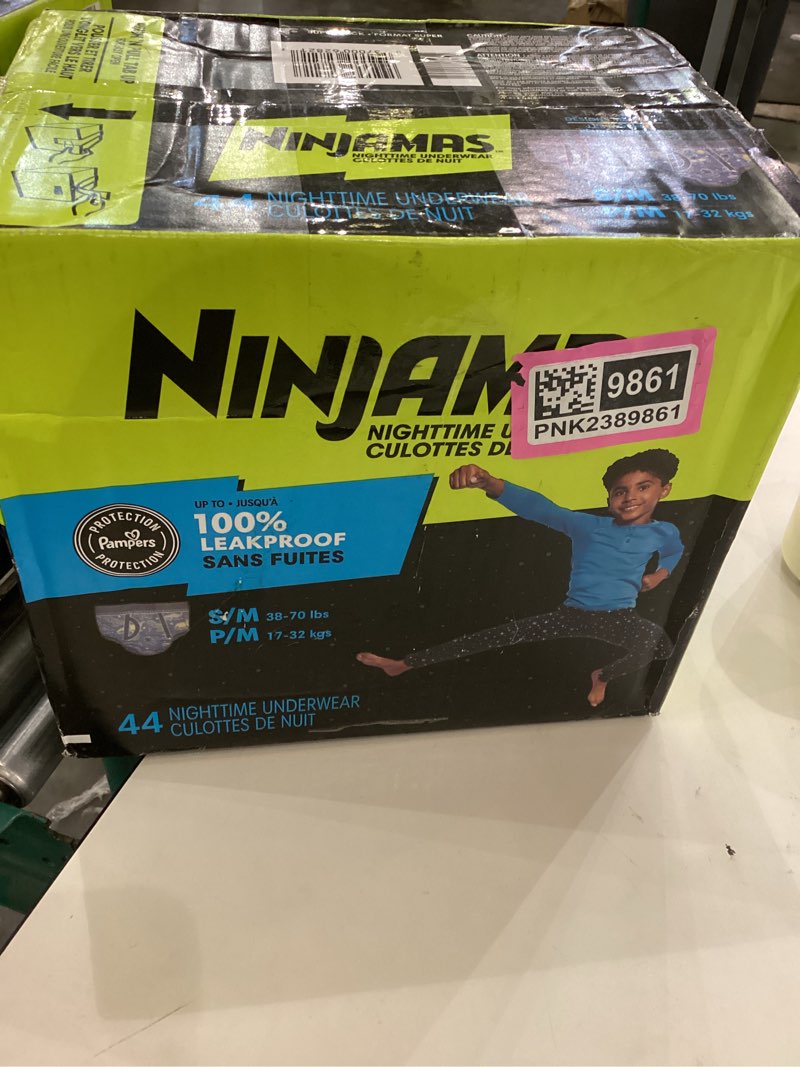 NINJAMAS
NIGHTTIME UNDERWEAR
CULOTTES DE NUIT
44 NIGHTTIME UNDERWEAR
CULOTTES DE NUIT
S/M 38-70 lbs
P/M 17-32 kgs
NINJAM
NIGHTTIME U
CULOTTES DE
9861
PNK2389861
UP TO • JUSQU'À
100%
LEAKPROOF
SANS FUITES
PROTECTION
Pampers
PROTECTION
S/M 38-70 lbs
P/M 17-32 kgs
44 NIGHTTIME UNDERWEAR
CULOTTES DE NUIT